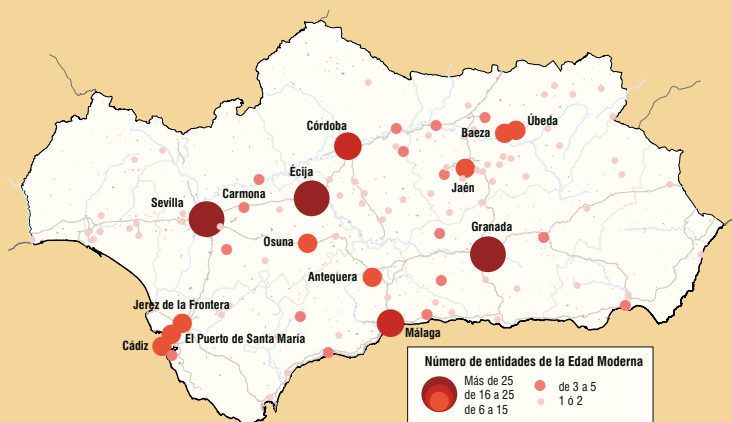 Córdoba
Úbeda
Baeza
Écija
Carmona
Sevilla
Jaén
Osuna
Granada
Antequera
Jerez de la Frontera
El Puerto de Santa María
Málaga
Cádiz
Número de entidades de la Edad Moderna
Más de 25
de 16 a 25
de 6 a 15
de 3 a 5
1 ó 2